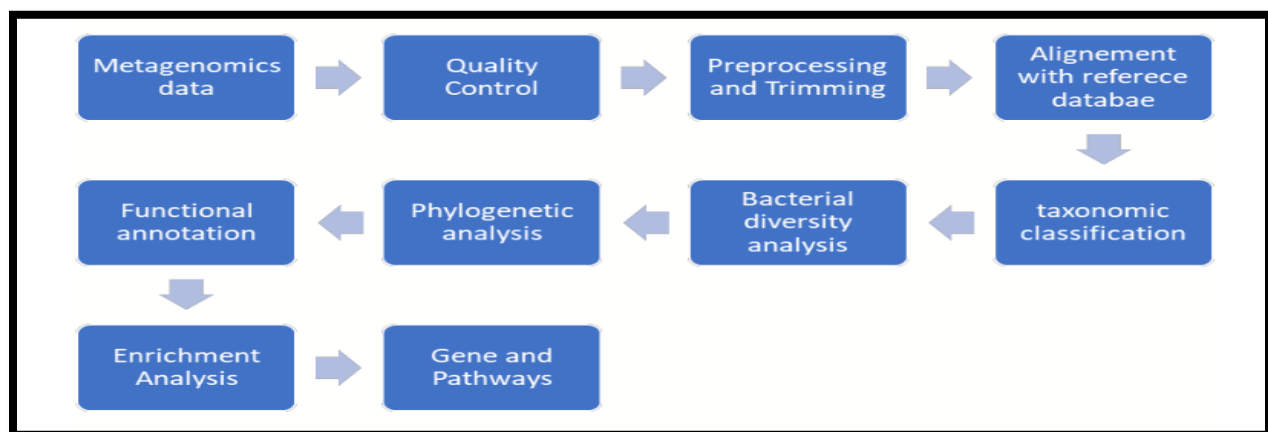 Metagenomics
data
Quality
Control
Preprocessing
and Trimming
Alignement
with referece
databae
taxonomic
classification
Bacterial
diversity
analysis
Phylogenetic
analysis
Functional
annotation
Enrichment
Analysis
Gene and
Pathways